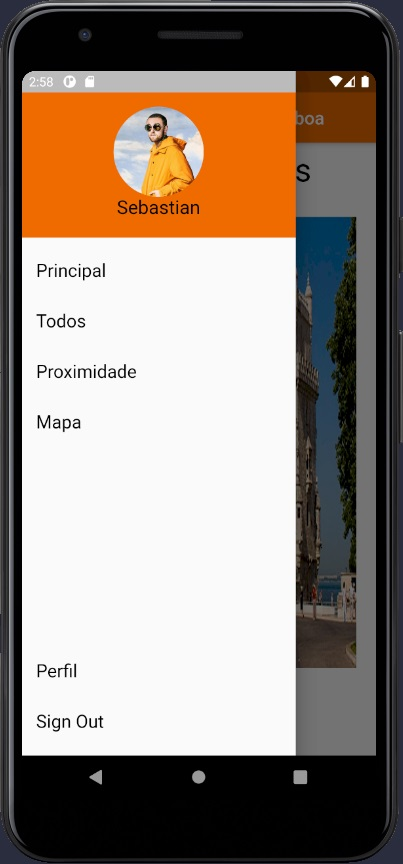 2:58
boa
s
Sebastian
Principal
Todos
Proximidade
Mapa
Perfil
Sign Out